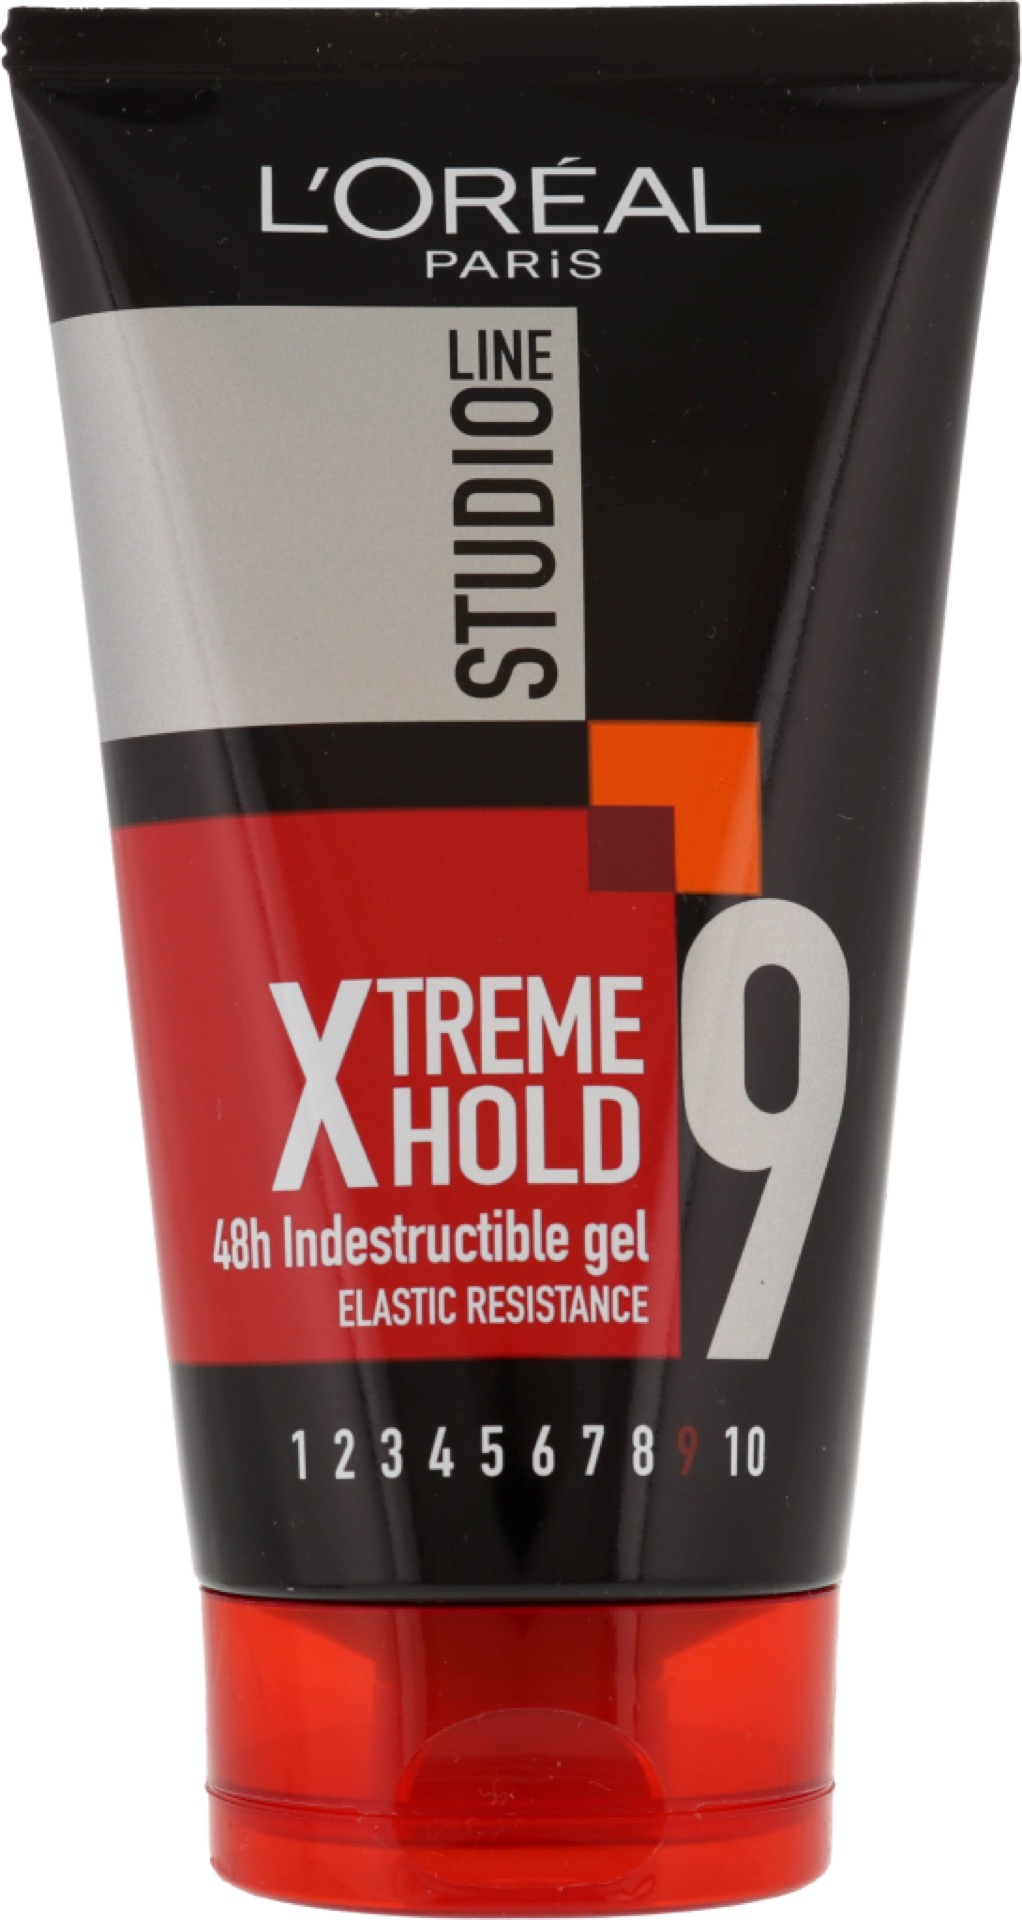 L'ORÉAL
PARiS
STUDIO LINE
XTREME
HOLD
9
48h Indestructible gel
ELASTIC RESISTANCE
1 2 3 4 5 6 7 8 9 10